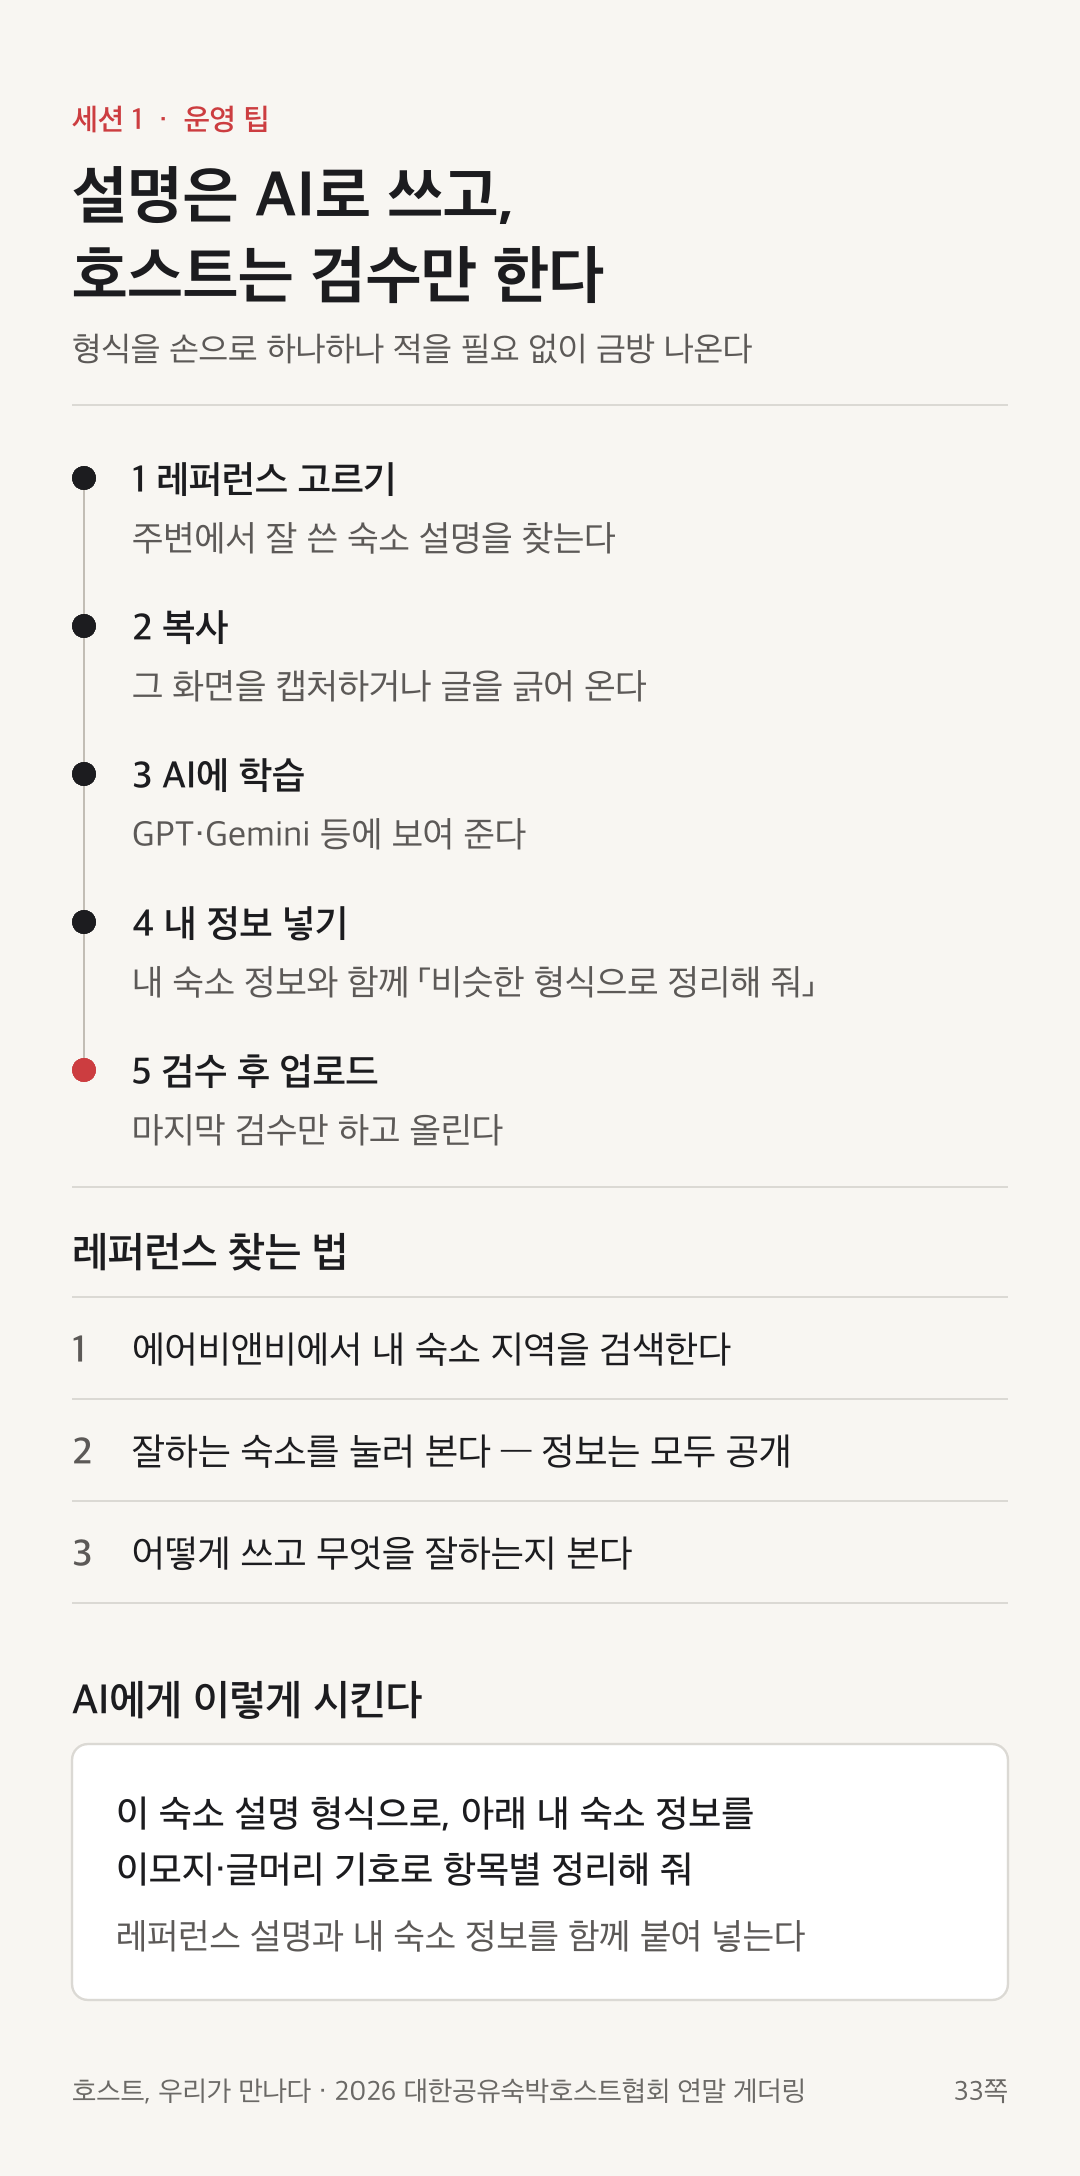 세션 1 · 운영 팁
설명은 AI로 쓰고,
호스트는 검수만 한다
형식을 손으로 하나하나 적을 필요 없이 금방 나온다
1 레퍼런스 고르기
주변에서 잘 쓴 숙소 설명을 찾는다
2 복사
그 화면을 캡처하거나 글을 긁어 온다
3 AI에 학습
GPT·Gemini 등에 보여 준다
4 내 정보 넣기
내 숙소 정보와 함께 「비슷한 형식으로 정리해 줘」
5 검수 후 업로드
마지막 검수만 하고 올린다
레퍼런스 찾는 법
1 에어비앤비에서 내 숙소 지역을 검색한다
2 잘하는 숙소를 눌러 본다 — 정보는 모두 공개
3 어떻게 쓰고 무엇을 잘하는지 본다
AI에게 이렇게 시킨다
이 숙소 설명 형식으로, 아래 내 숙소 정보를
이모지·글머리 기호로 항목별 정리해 줘
레퍼런스 설명과 내 숙소 정보를 함께 붙여 넣는다
호스트, 우리가 만나다 · 2026 대한공유숙박호스트협회 연말 게더링 33쪽